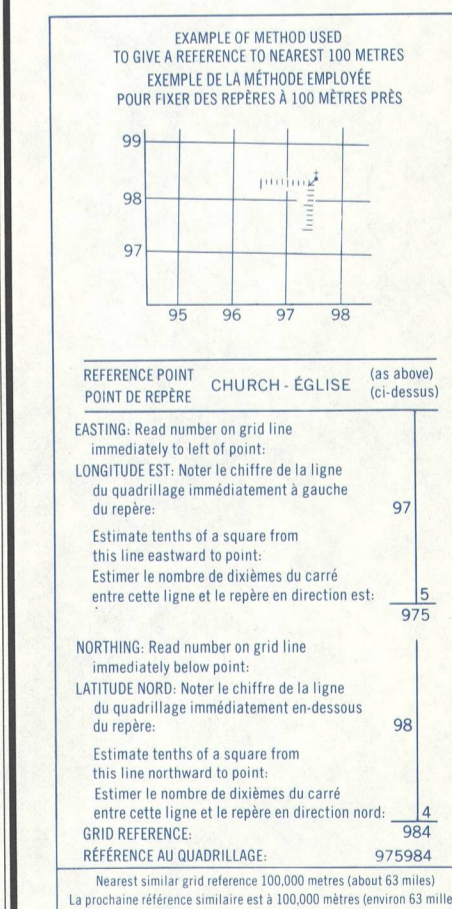 EXAMPLE OF METHOD USED
TO GIVE A REFERENCE TO NEAREST 100 METRES
EXEMPLE DE LA MÉTHODE EMPLOYÉE
POUR FIXER DES REPÈRES À 100 MÈTRES PRÈS
99
98
97
95 96 97 98
REFERENCE POINT
POINT DE REPÈRE
CHURCH - ÉGLISE
(as above)
(ci-dessus)
EASTING: Read number on grid line
immediately to left of point:
LONGITUDE EST: Noter le chiffre de la ligne
du quadrillage immédiatement à gauche
du repère: 97
Estimate tenths of a square from
this line eastward to point:
Estimer le nombre de dixièmes du carré
entre cette ligne et le repère en direction est: 5
975
NORTHING: Read number on grid line
immediately below point:
LATITUDE NORD: Noter le chiffre de la ligne
du quadrillage immédiatement en-dessous
du repère: 98
Estimate tenths of a square from
this line northward to point:
Estimer le nombre de dixièmes du carré
entre cette ligne et le repère en direction nord: 4
GRID REFERENCE: 984
RÉFÉRENCE AU QUADRILLAGE: 975984
Nearest similar grid reference 100,000 metres (about 63 miles)
La prochaine référence similaire est à 100,000 mètres (environ 63 mille